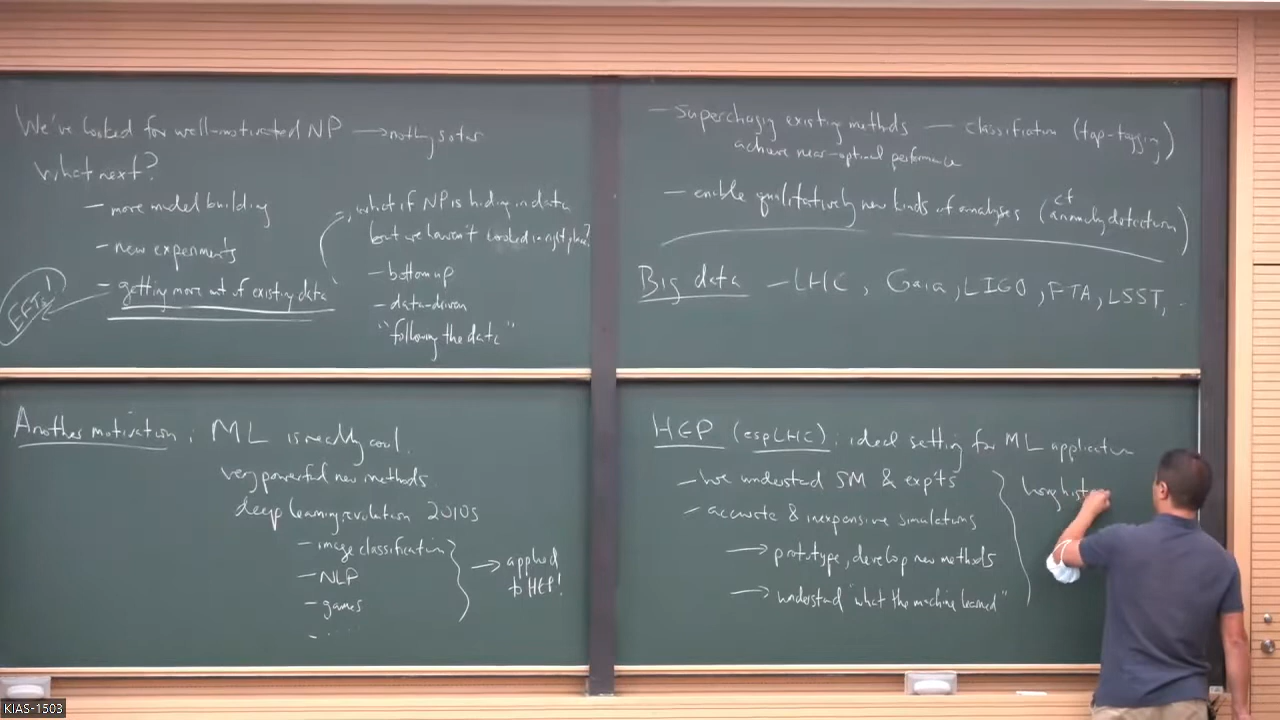 We've looked for well-motivated NP → nothing so far
What next?
- more model building
- new experiments
- getting more out of existing data
EFTs!
what if NP is hiding in data
but we haven't looked in right place?
- bottom up
- data-driven
"following the data"
- supercharging existing methods — classification (top-tagging)
achieve near-optimal performance
- enable qualitatively new kinds of analyses (cf anomaly detection)
Big data - LHC, Gaia, LIGO, PTA, LSST, ..
Another motivation: ML is really cool.
very powerful new methods.
deep learning revolution 2010s
- image classification
- NLP
- games
- .....
→ applied
to HEP!
HEP (esp LHC): ideal setting for ML application
- we understand SM & exp'ts
- accurate & inexpensive simulations
→ prototype, develop new methods
→ understand "what the machine learned"
long hist
KIAS-1503